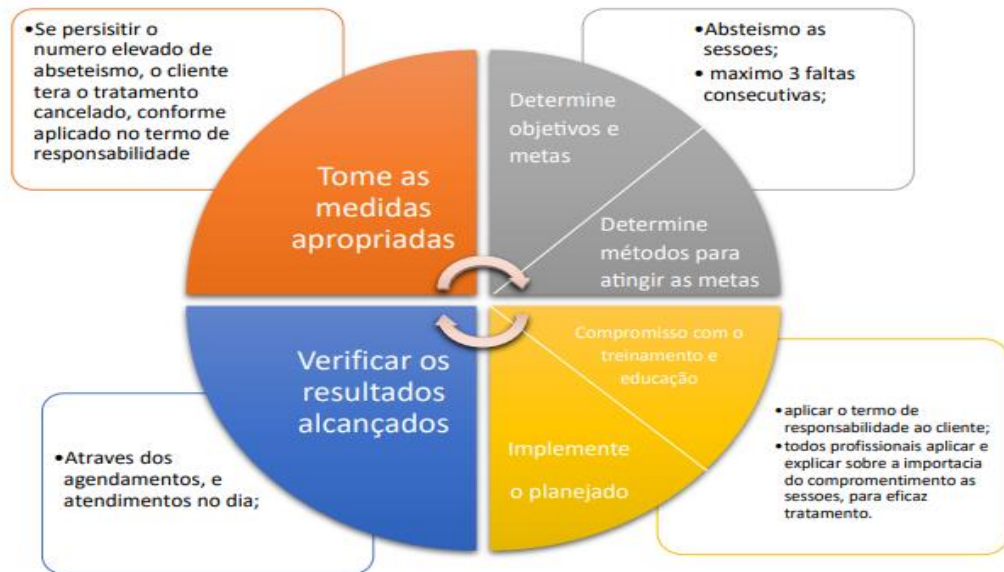 •Se persisitir o
numero elevado de
abseteismo, o cliente
tera o tratamento
cancelado, conforme
aplicado no termo de
responsabilidade
Tome as
medidas
apropriadas
Determine
objetivos e
metas
Determine
métodos para
atingir as metas
•Absteismo as
sessoes;
• maximo 3 faltas
consecutivas;
Verificar os
resultados
alcançados
•Atraves dos
agendamentos, e
atendimentos no dia;
Compromisso com o
treinamento e
educação
Implemente
o planejado
•aplicar o termo de
responsabilidade ao cliente;
•todos profissionais aplicar e
explicar sobre a importacia
do compromentimento as
sessoes, para eficaz
tratamento.